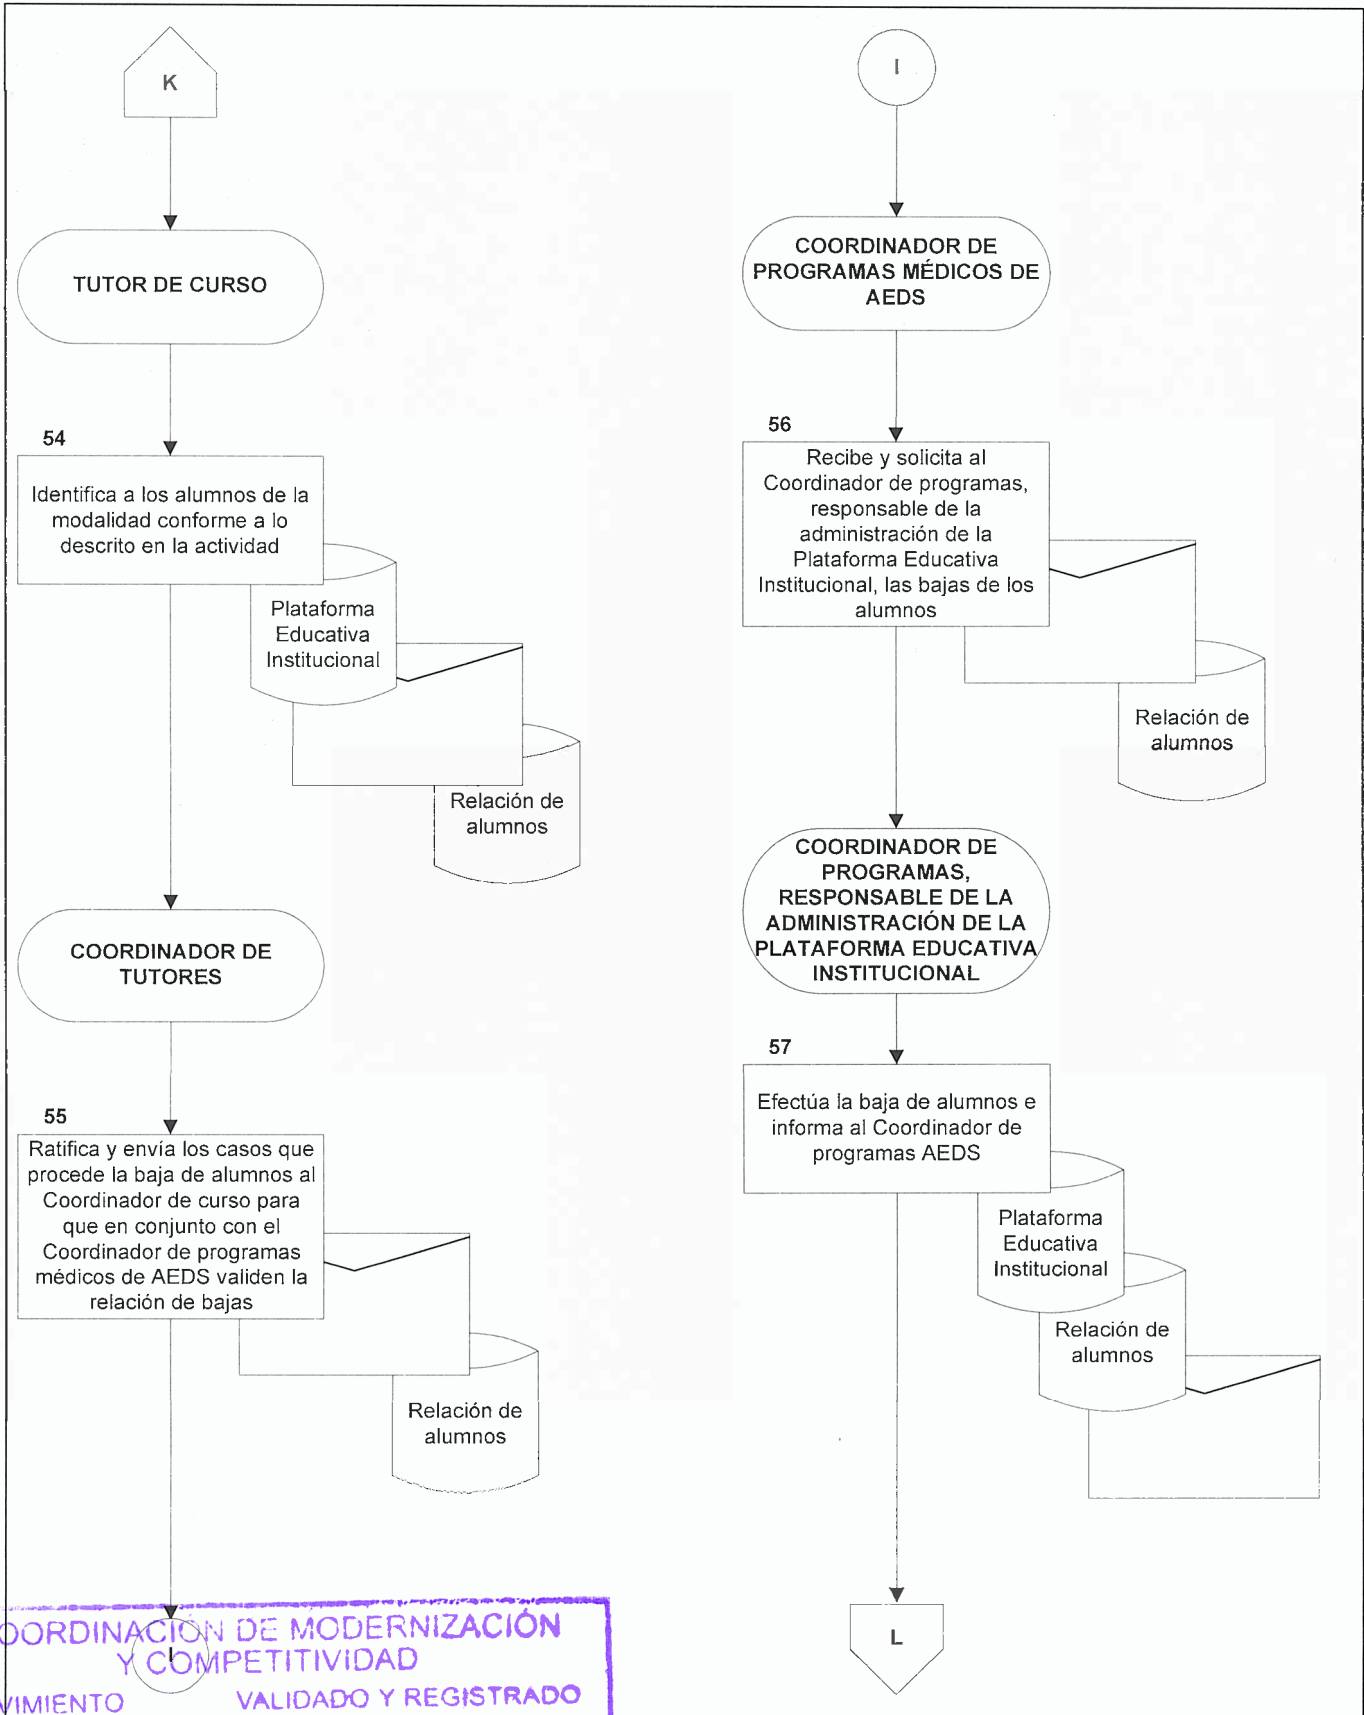 K
TUTOR DE CURSO
54
Identifica a los alumnos de la
modalidad conforme a lo
descrito en la actividad
Plataforma
Educativa
Institucional
Relación de
alumnos
COORDINADOR DE
TUTORES
55
Ratifica y envía los casos que
procede la baja de alumnos al
Coordinador de curso para
que en conjunto con el
Coordinador de programas
médicos de AEDS validen la
relación de bajas
Relación de
alumnos
I
OORDINACIÓN DE MODERNIZACIÓN
Y COMPETITIVIDAD
VIMIENTO VALIDADO Y REGISTRADO
I
COORDINADOR DE
PROGRAMAS MÉDICOS DE
AEDS
56
Recibe y solicita al
Coordinador de programas,
responsable de la
administración de la
Plataforma Educativa
Institucional, las bajas de los
alumnos
Relación de
alumnos
COORDINADOR DE
PROGRAMAS,
RESPONSABLE DE LA
ADMINISTRACIÓN DE LA
PLATAFORMA EDUCATIVA
INSTITUCIONAL
57
Efectúa la baja de alumnos e
informa al Coordinador de
programas AEDS
Plataforma
Educativa
Institucional
Relación de
alumnos
L